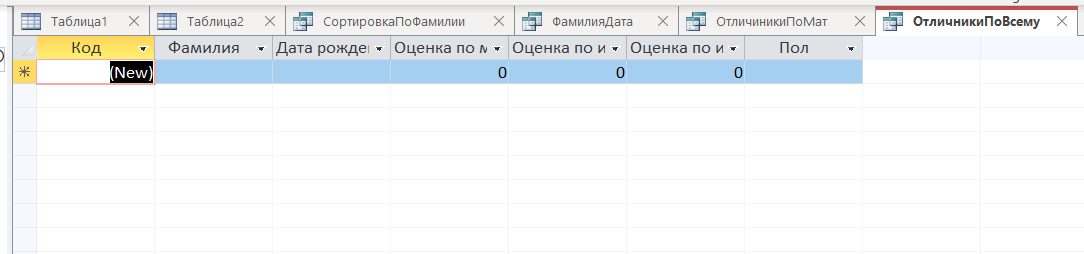 Таблица1 Таблица2 СортировкаПоФамилии ФамилияДата ОтличиникиПоМат ОтличникиПоВсему
Код Фамилия Дата рожде Оценка по м Оценка по и Оценка по и Пол
(New) 0 0 0